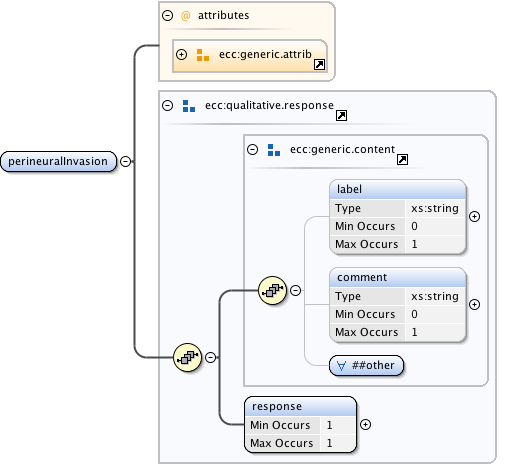 @ attributes
ecc:generic.attrib
ecc:qualitative.response
ecc:generic.content
perineuralInvasion
label
Type xs:string
Min Occurs 0
Max Occurs 1
comment
Type xs:string
Min Occurs 0
Max Occurs 1
∀ ##other
response
Min Occurs 1
Max Occurs 1